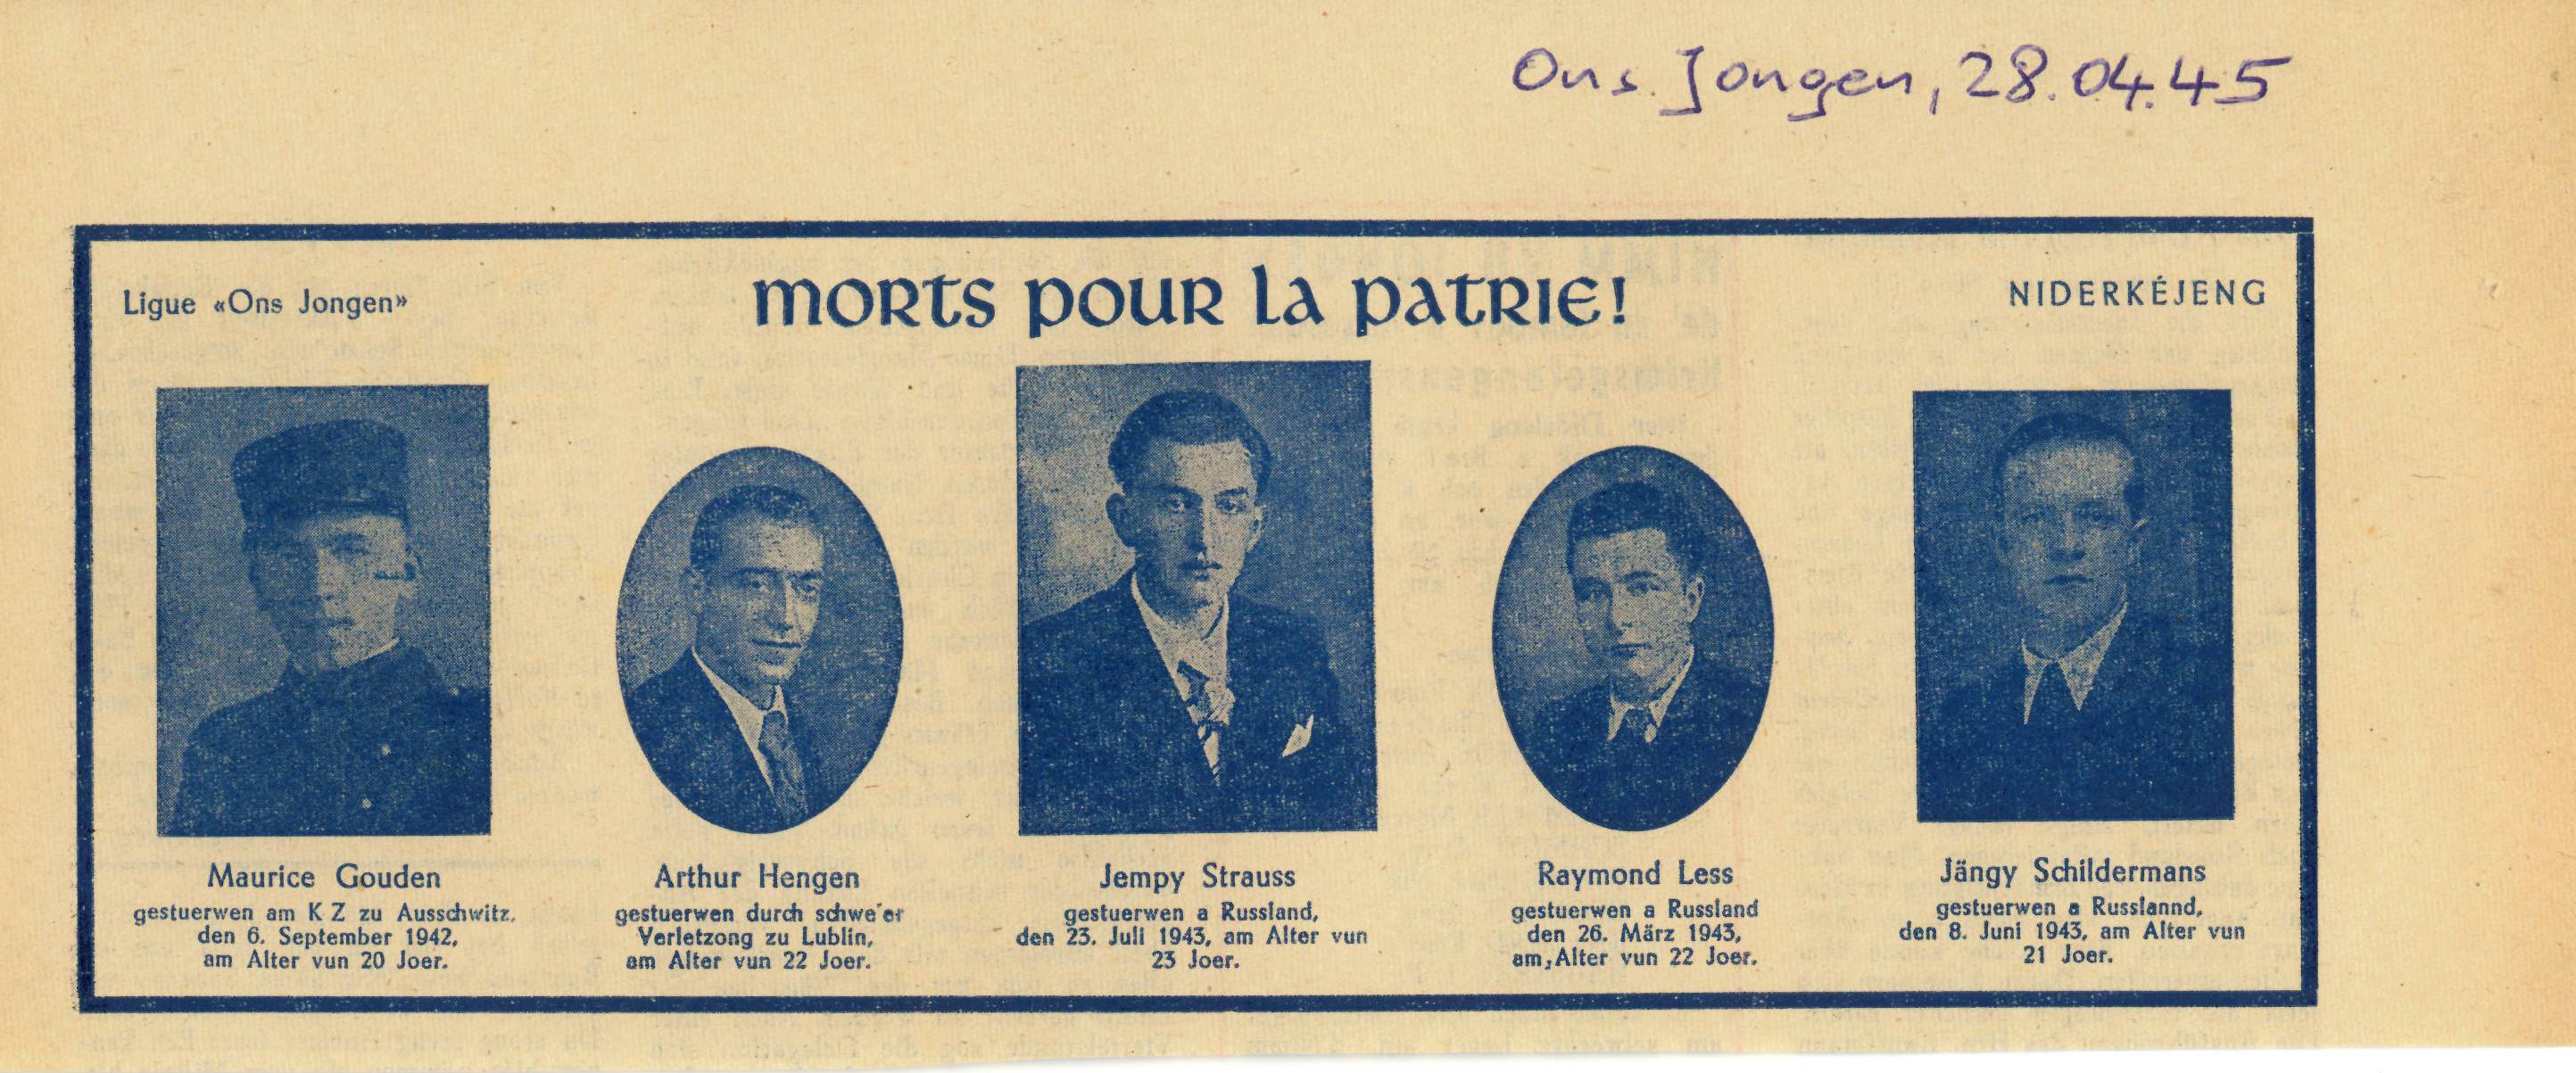 Ons Jongen, 28.04.45
Ligue «Ons Jongen»
MORTS POUR LA PATRIE!
NIDERKÉJENG
Maurice Gouden
gestuerwen am K Z zu Ausschwitz,
den 6. September 1942,
am Alter vun 20 Joer.
Arthur Hengen
gestuerwen durch schwe'er
Verletzong zu Lublin,
am Alter vun 22 Joer.
Jempy Strauss
gestuerwen a Russland,
den 23. Juli 1943, am Alter vun
23 Joer.
Raymond Less
gestuerwen a Russland
den 26. März 1943,
am, Alter vun 22 Joer.
Jängy Schildermans
gestuerwen a Russlannd,
den 8. Juni 1943, am Alter vun
21 Joer.